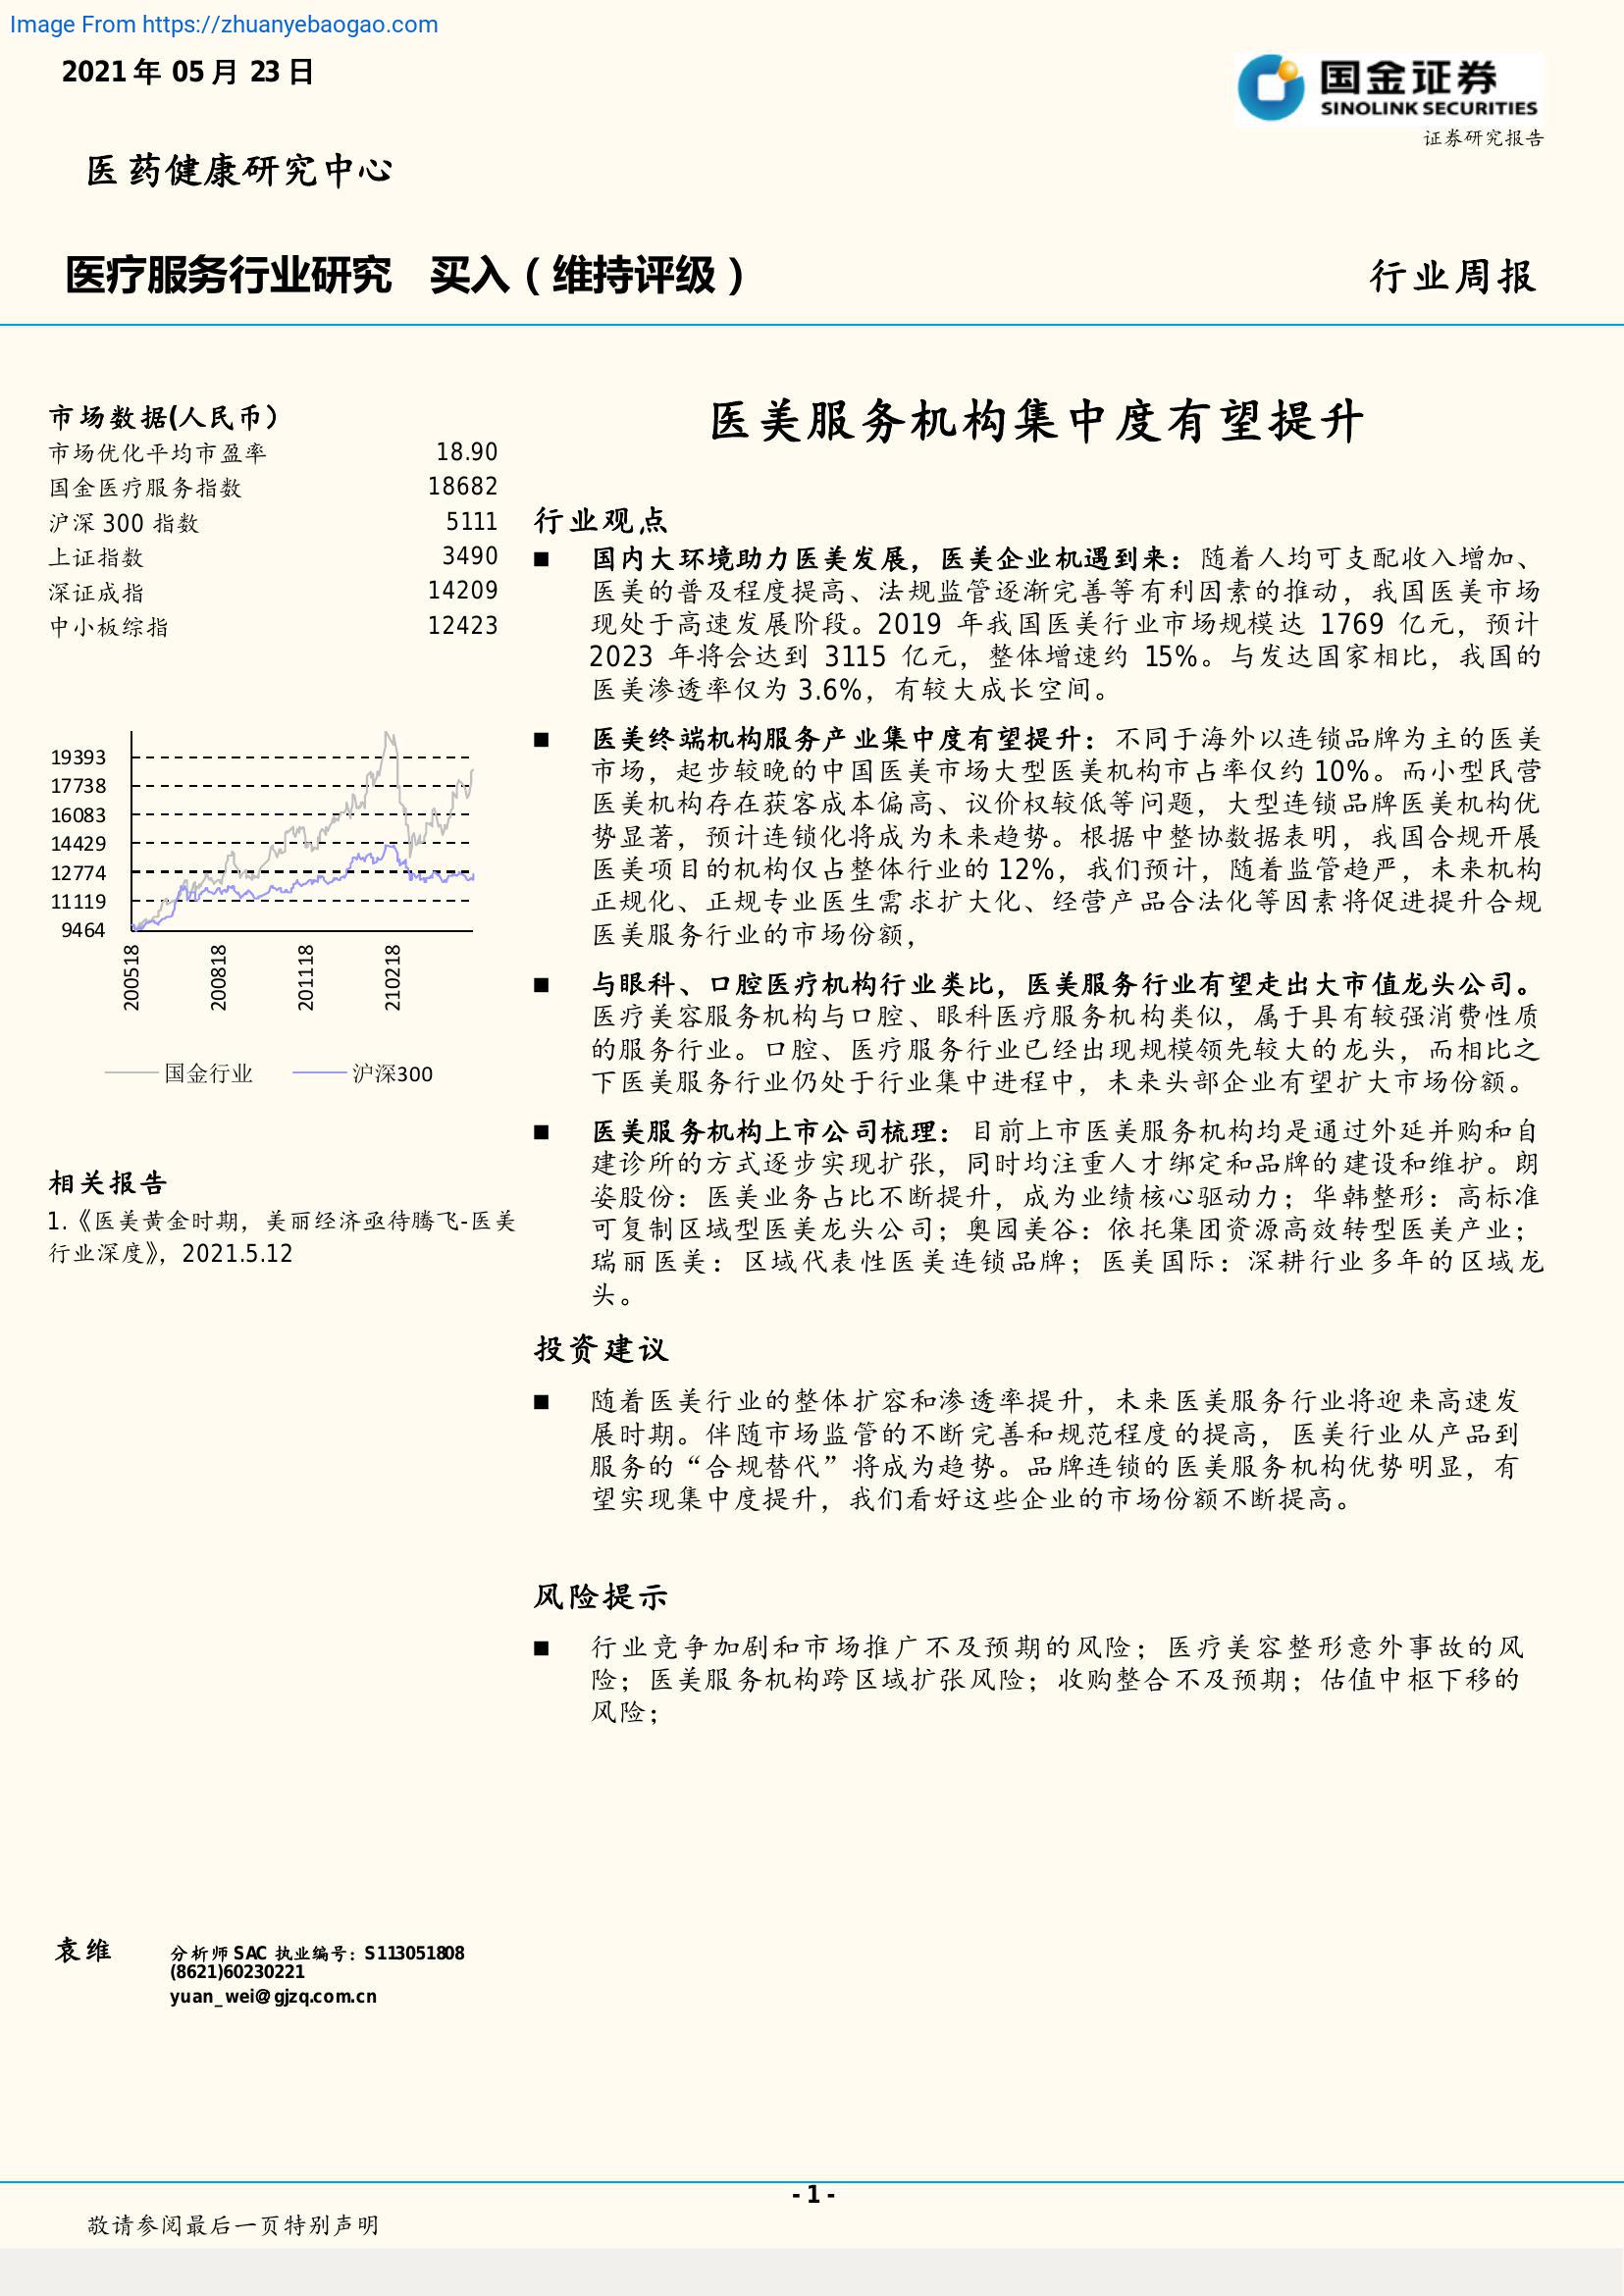 Image From https://zhuanyebaogao.com
2021 年 05 月 23 日
国金证券
SINOLINK SECURITIES
证券研究报告
医药健康研究中心
医疗服务行业研究 买入(维持评级)
行业周报
市场数据(人民币)
市场优化平均市盈率 18.90
国金医疗服务指数 18682
沪深 300 指数 5111
上证指数 3490
深证成指 14209
中小板综指 12423
19393
17738
16083
14429
12774
11119
9464
200518
200818
201118
210218
国金行业 沪深300
相关报告
1.《医美黄金时期，美丽经济亟待腾飞-医美
行业深度》，2021.5.12
袁维
分析师 SAC 执业编号：S113051808
(8621)60230221
yuan_wei@gjzq.com.cn
医美服务机构集中度有望提升
行业观点
■ 国内大环境助力医美发展，医美企业机遇到来：随着人均可支配收入增加、
医美的普及程度提高、法规监管逐渐完善等有利因素的推动，我国医美市场
现处于高速发展阶段。2019 年我国医美行业市场规模达 1769 亿元，预计
2023 年将会达到 3115 亿元，整体增速约 15%。与发达国家相比，我国的
医美渗透率仅为 3.6%，有较大成长空间。
■ 医美终端机构服务产业集中度有望提升：不同于海外以连锁品牌为主的医美
市场，起步较晚的中国医美市场大型医美机构市占率仅约 10%。而小型民营
医美机构存在获客成本偏高、议价权较低等问题，大型连锁品牌医美机构优
势显著，预计连锁化将成为未来趋势。根据中整协数据表明，我国合规开展
医美项目的机构仅占整体行业的 12%，我们预计，随着监管趋严，未来机构
正规化、正规专业医生需求扩大化、经营产品合法化等因素将促进提升合规
医美服务行业的市场份额，
■ 与眼科、口腔医疗机构行业类比，医美服务行业有望走出大市值龙头公司。
医疗美容服务机构与口腔、眼科医疗服务机构类似，属于具有较强消费性质
的服务行业。口腔、医疗服务行业已经出现规模领先较大的龙头，而相比之
下医美服务行业仍处于行业集中进程中，未来头部企业有望扩大市场份额。
■ 医美服务机构上市公司梳理：目前上市医美服务机构均是通过外延并购和自
建诊所的方式逐步实现扩张，同时均注重人才绑定和品牌的建设和维护。朗
姿股份：医美业务占比不断提升，成为业绩核心驱动力；华韩整形：高标准
可复制区域型医美龙头公司；奥园美谷：依托集团资源高效转型医美产业；
瑞丽医美：区域代表性医美连锁品牌；医美国际：深耕行业多年的区域龙
头。
投资建议
■ 随着医美行业的整体扩容和渗透率提升，未来医美服务行业将迎来高速发
展时期。伴随市场监管的不断完善和规范程度的提高，医美行业从产品到
服务的“合规替代”将成为趋势。品牌连锁的医美服务机构优势明显，有
望实现集中度提升，我们看好这些企业的市场份额不断提高。
风险提示
■ 行业竞争加剧和市场推广不及预期的风险；医疗美容整形意外事故的风
险；医美服务机构跨区域扩张风险；收购整合不及预期；估值中枢下移的
风险；
- 1 -
敬请参阅最后一页特别声明